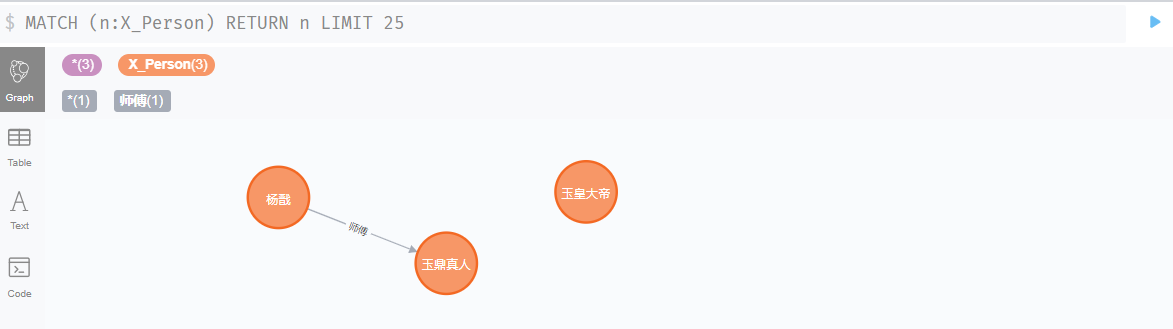 $ MATCH (n:X_Person) RETURN n LIMIT 25
*(3) X_Person(3)
*(1) 师傅(1)
Graph
Table
Text
Code
杨戬
师傅
玉鼎真人
玉皇大帝